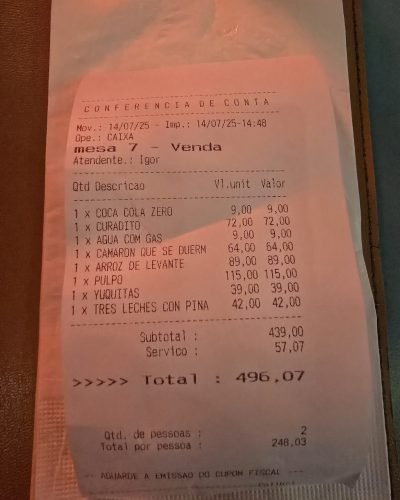 CONFERENCIA DE CONTA
Mov.: 14/07/25 - Imp.: 14/07/25-14:48
Ope.: CAIXA
mesa 7 - Venda
Atendente.: Igor
Qtd Descricao Vl.unit Valor
1 x COCA COLA ZERO 9,00 9,00
1 x CURADITO 72,00 72,00
1 x AGUA COM GAS 9,00 9,00
1 x CAMARON QUE SE DUERM 64,00 64,00
1 x ARROZ DE LEVANTE 89,00 89,00
1 x PULPO 115,00 115,00
1 x YUQUITAS 39,00 39,00
1 x TRES LECHES CON PINA 42,00 42,00
Subtotal : 439,00
Servico : 57,07
>>>>> Total : 496,07
Qtd. de pessoas : 2
Total por pessoa : 248,03
-- AGUARDE A EMISSAO DO CUPON FISCAL --